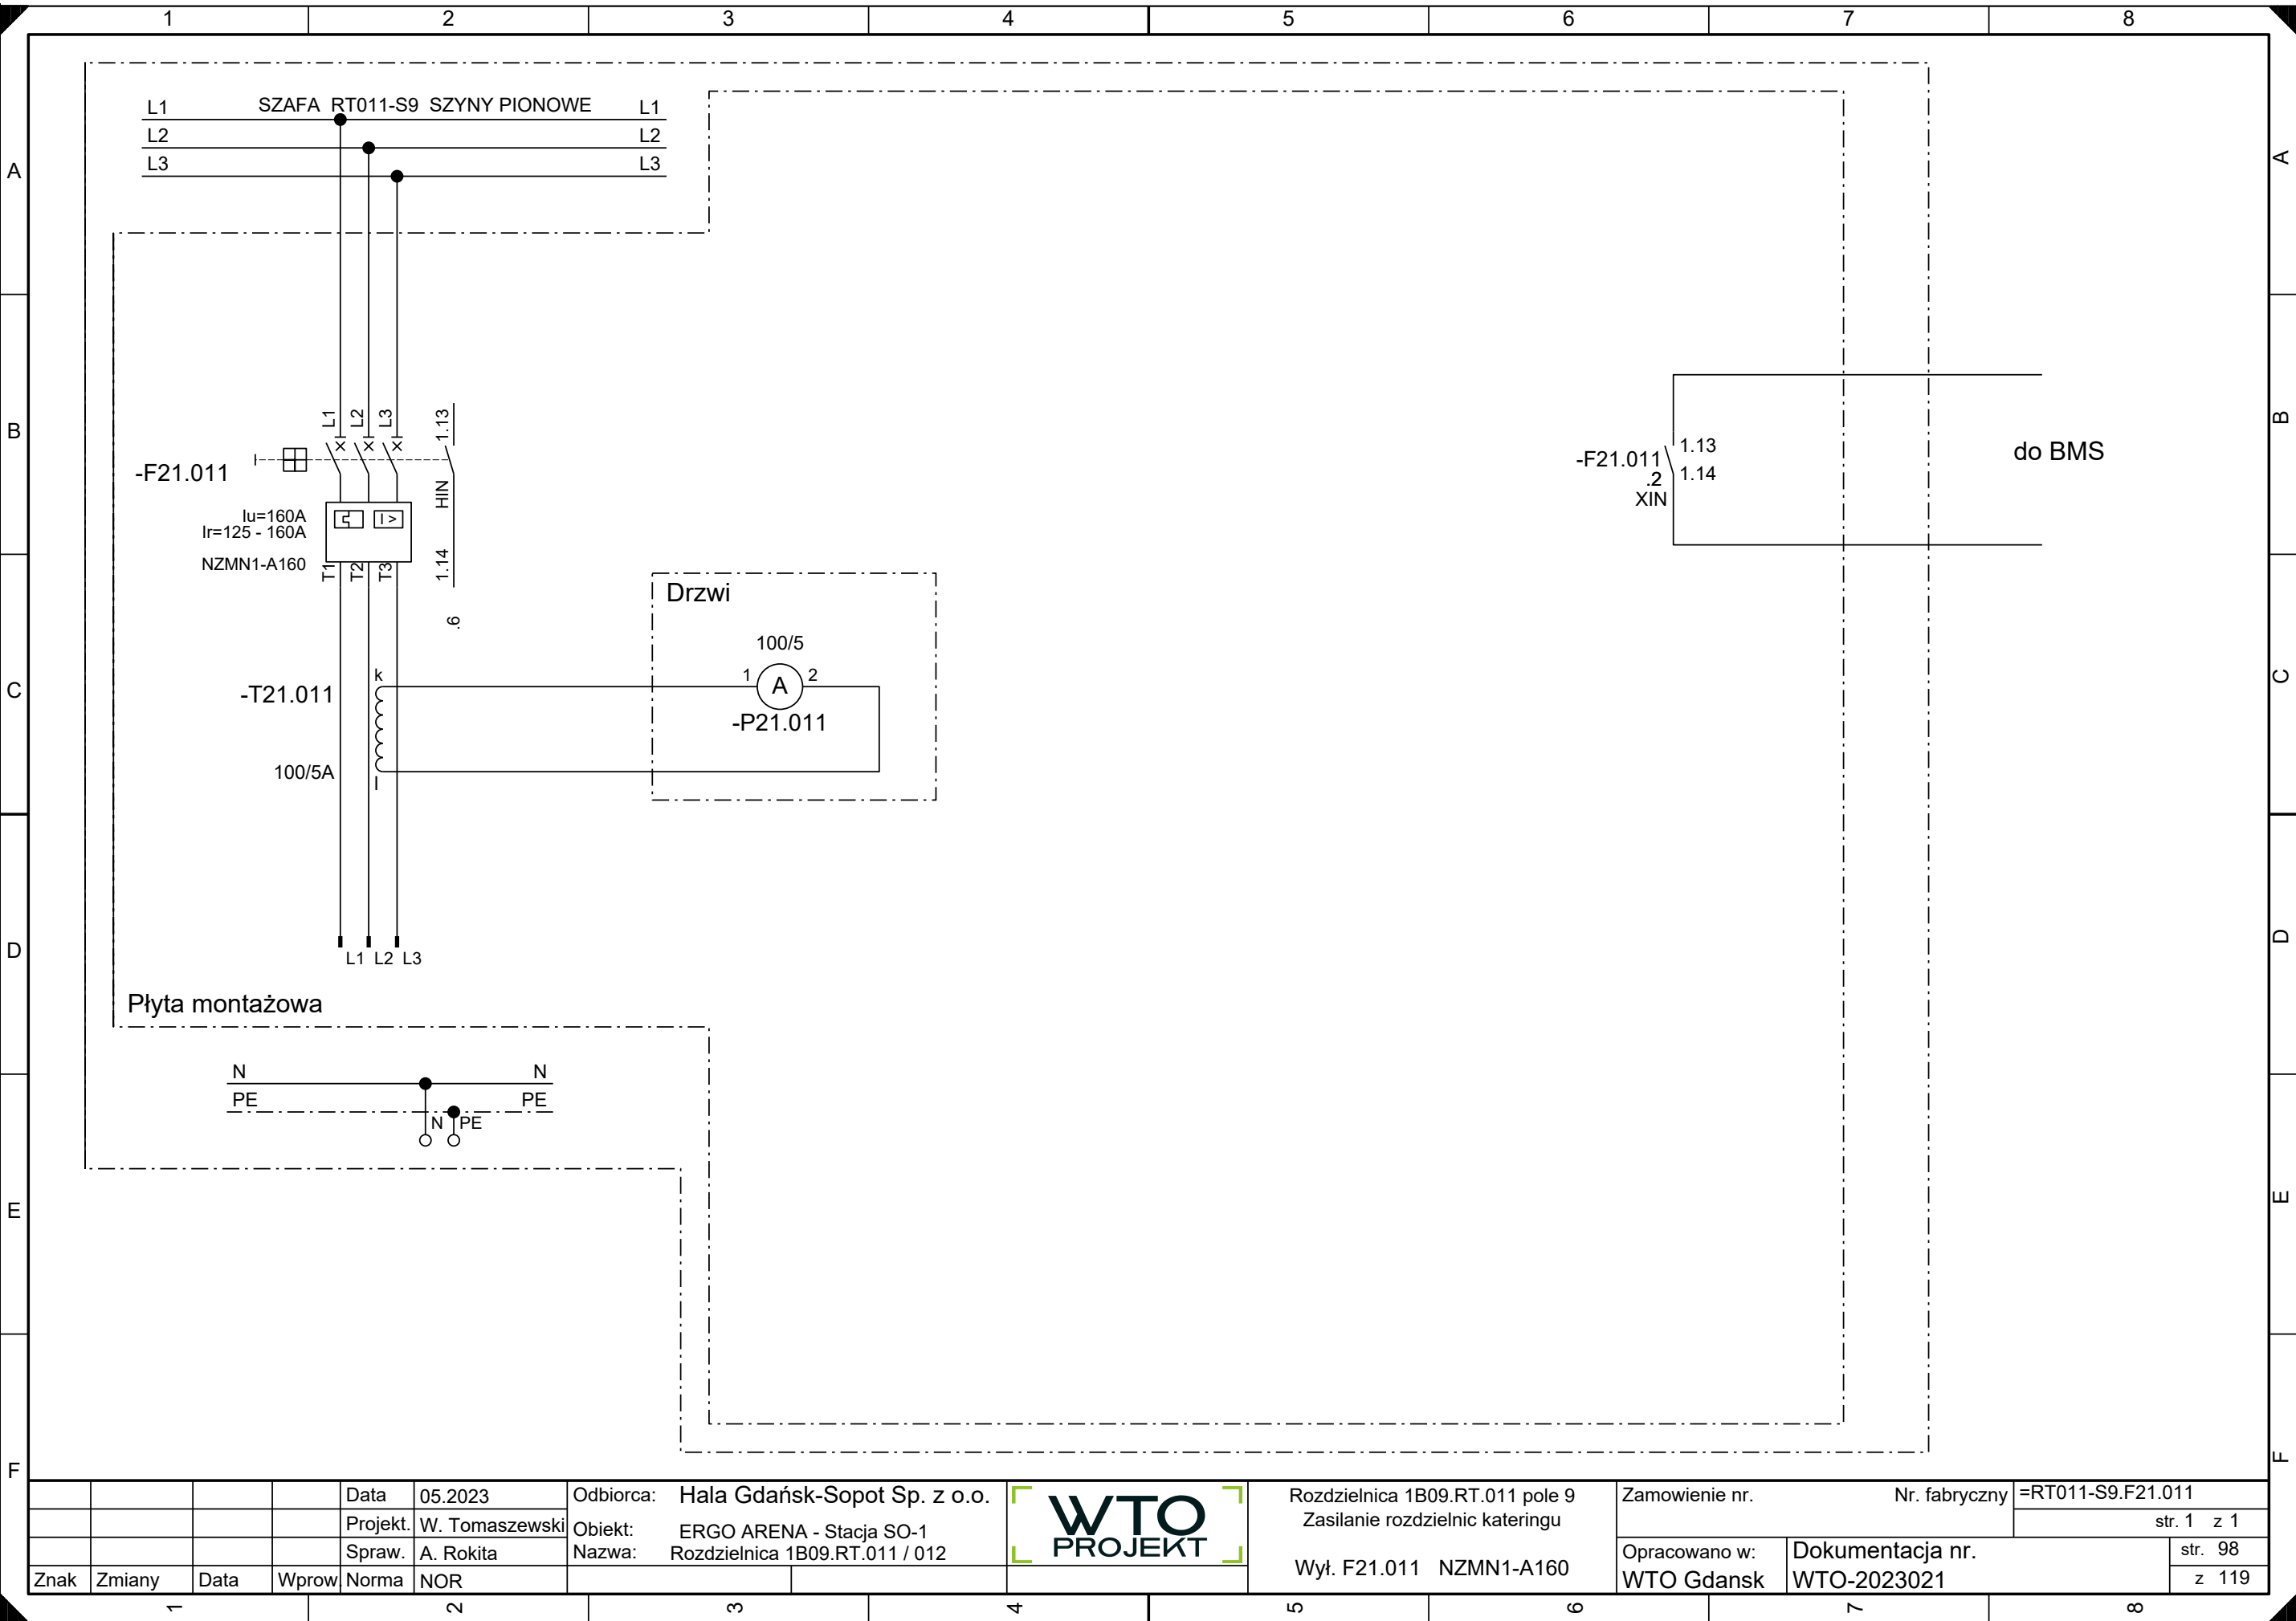 1 2 3 4 5 6 7 8
L1 SZAFA RT011-S9 SZYNY PIONOWE L1
L2 L2
L3 L3
A A
B B
L1 L2 L3 1.13
-F21.011
HIN
Iu=160A
Ir=125 - 160A
NZMN1-A160
I >
T1 T2 T3 1.14
.6
-F21.011 1.13
.2 1.14
XIN
do BMS
Drzwi
100/5
1 A 2
-P21.011
C C
k
-T21.011
100/5A
l
D D
L1 L2 L3
Płyta montażowa
N N
PE PE
N PE
E E
F F
Data 05.2023
Projekt. W. Tomaszewski
Spraw. A. Rokita
Znak Zmiany Data Wprow. Norma NOR
Odbiorca: Hala Gdańsk-Sopot Sp. z o.o.
Obiekt: ERGO ARENA - Stacja SO-1
Nazwa: Rozdzielnica 1B09.RT.011 / 012
WTO
PROJEKT
Rozdzielnica 1B09.RT.011 pole 9
Zasilanie rozdzielnic kateringu
Wył. F21.011 NZMN1-A160
Zamowienie nr. Nr. fabryczny =RT011-S9.F21.011
str. 1 z 1
Opracowano w: Dokumentacja nr. str. 98
WTO Gdansk WTO-2023021 z 119
1 2 3 4 5 6 7 8